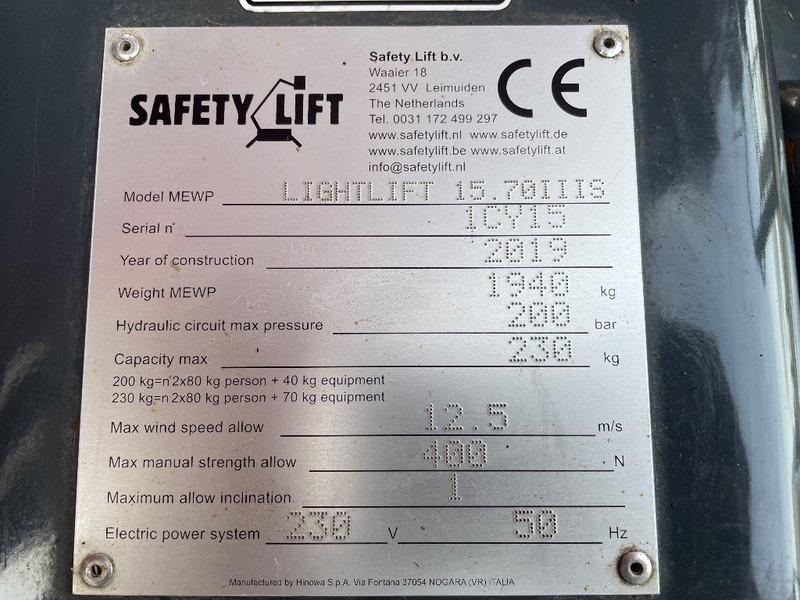 SAFETY LIFT
Safety Lift b.v.
Waaier 18
2451 VV Leimuiden
The Netherlands
Tel. 0031 172 499 297
www.safetylift.nl www.safetylift.de
www.safetylift.be www.safetylift.at
info@safetylift.nl
CE
Model MEWP LIGHTLIFT 15.70IIIS
Serial n° 1CY15
Year of construction 2019
Weight MEWP 1940 kg
Hydraulic circuit max pressure 200 bar
Capacity max 230 kg
200 kg=n°2x80 kg person + 40 kg equipment
230 kg=n°2x80 kg person + 70 kg equipment
Max wind speed allow 12.5 m/s
Max manual strength allow 400 N
Maximum allow inclination 1
Electric power system 230 V 50 Hz
Manufactured by Hinowa S.p.A. Via Fontana 37054 NOGARA (VR) ITALIA